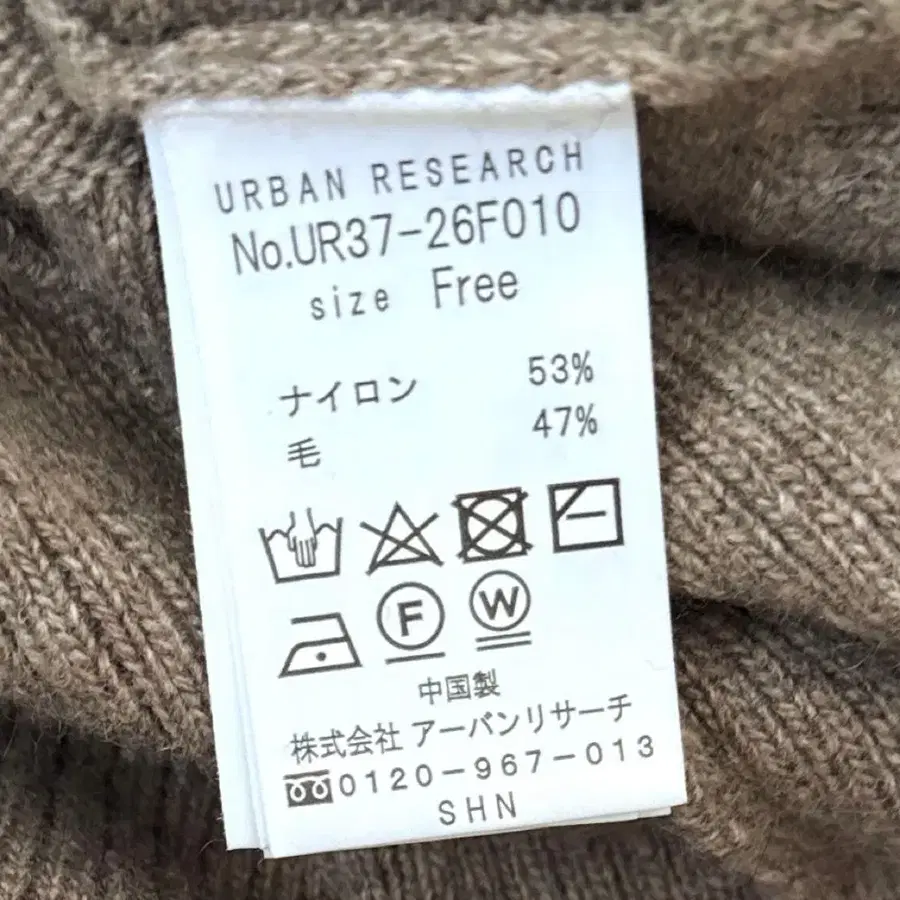 URBAN RESEARCH
No.UR37-26F010
size Free
ナイロン 53%
毛 47%
F W
中国製
株式会社 アーバンリサーチ
0120-967-013
SHN